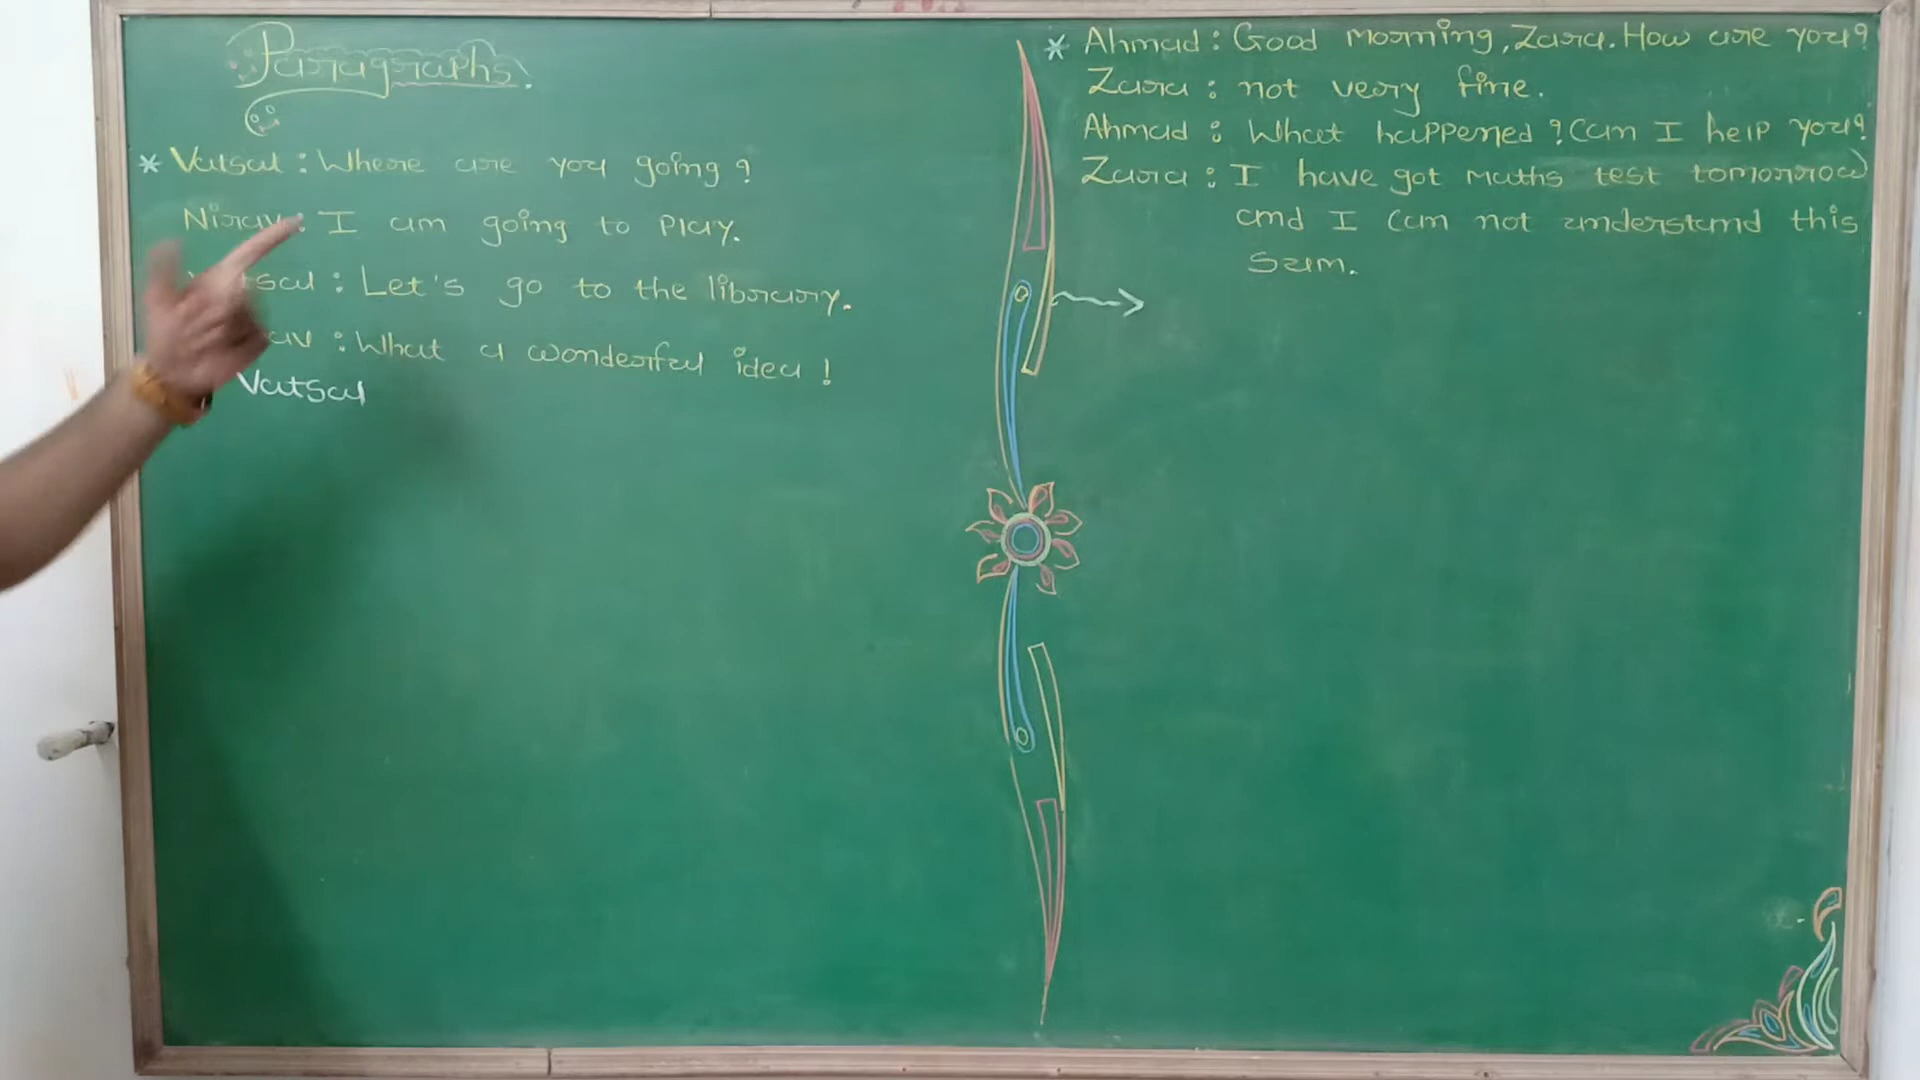 Paragraphs.
* Vatsal : Where are you going ?
Nirav : I am going to play.
: Let's go to the library.
: What a wonderful idea !
Vatsal
* Ahmad : Good morning, Zara. How are you?
Zara : not very fine.
Ahmad : What happened ? Can I help you?
Zara : I have got maths test tomorrow
and I can not understand this
sum.